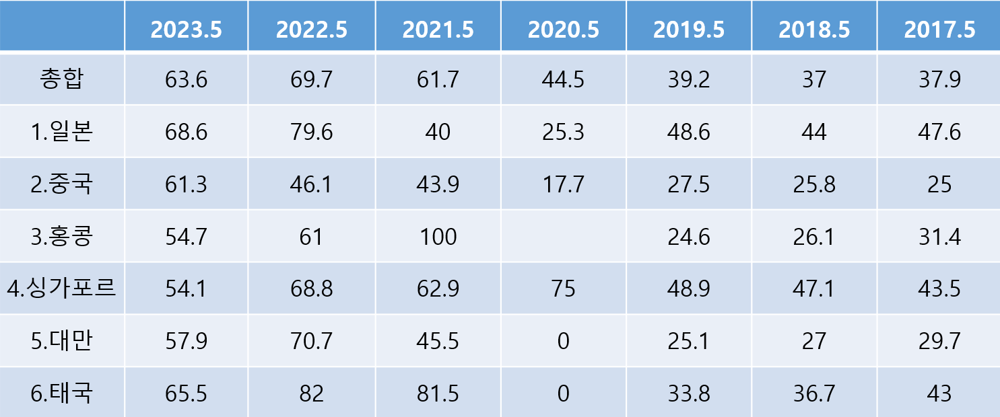 2023.5 2022.5 2021.5 2020.5 2019.5 2018.5 2017.5
총합 63.6 69.7 61.7 44.5 39.2 37 37.9
1.일본 68.6 79.6 40 25.3 48.6 44 47.6
2.중국 61.3 46.1 43.9 17.7 27.5 25.8 25
3.홍콩 54.7 61 100 24.6 26.1 31.4
4.싱가포르 54.1 68.8 62.9 75 48.9 47.1 43.5
5.대만 57.9 70.7 45.5 0 25.1 27 29.7
6.태국 65.5 82 81.5 0 33.8 36.7 43